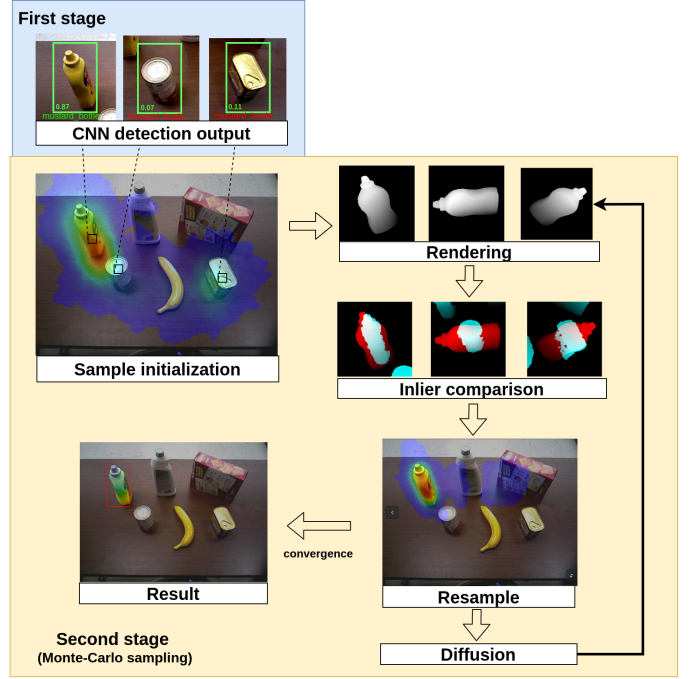 First stage
0.87
mustard_bottle
0.07
0.11
CNN detection output
Sample initialization
Rendering
Inlier comparison
convergence
Result
Resample
Second stage
(Monte-Carlo sampling)
Diffusion